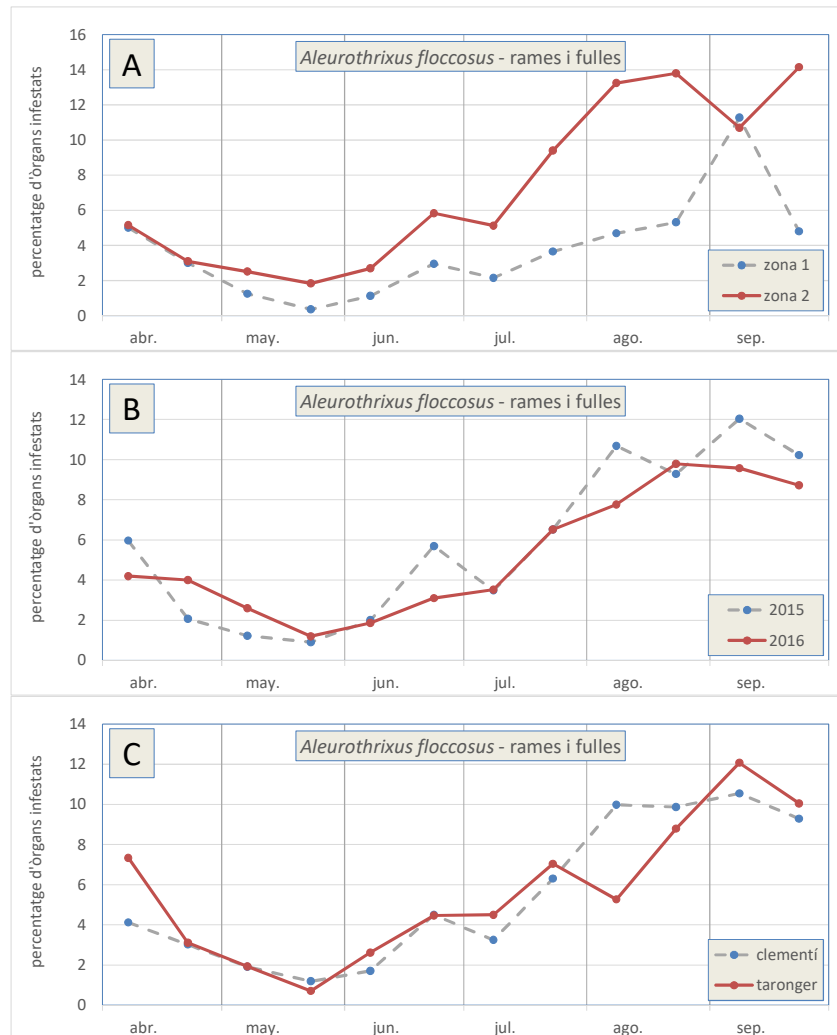 A
Aleurothrixus floccosus - rames i fulles
percentatge d'òrgans infestats
16
14
12
10
8
6
4
2
0
zona 1
zona 2
abr. may. jun. jul. ago. sep.
B
Aleurothrixus floccosus - rames i fulles
percentatge d'òrgans infestats
14
12
10
8
6
4
2
0
2015
2016
abr. may. jun. jul. ago. sep.
C
Aleurothrixus floccosus - rames i fulles
percentatge d'òrgans infestats
14
12
10
8
6
4
2
0
clementí
taronger
abr. may. jun. jul. ago. sep.